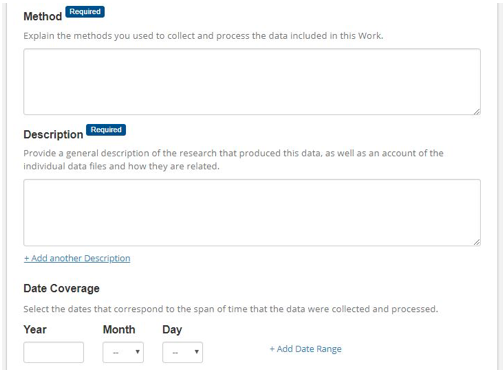 Method Required
Explain the methods you used to collect and process the data included in this Work.
Description Required
Provide a general description of the research that produced this data, as well as an account of the
individual data files and how they are related.
+ Add another Description
Date Coverage
Select the dates that correspond to the span of time that the data were collected and processed.
Year Month Day
-- -- + Add Date Range